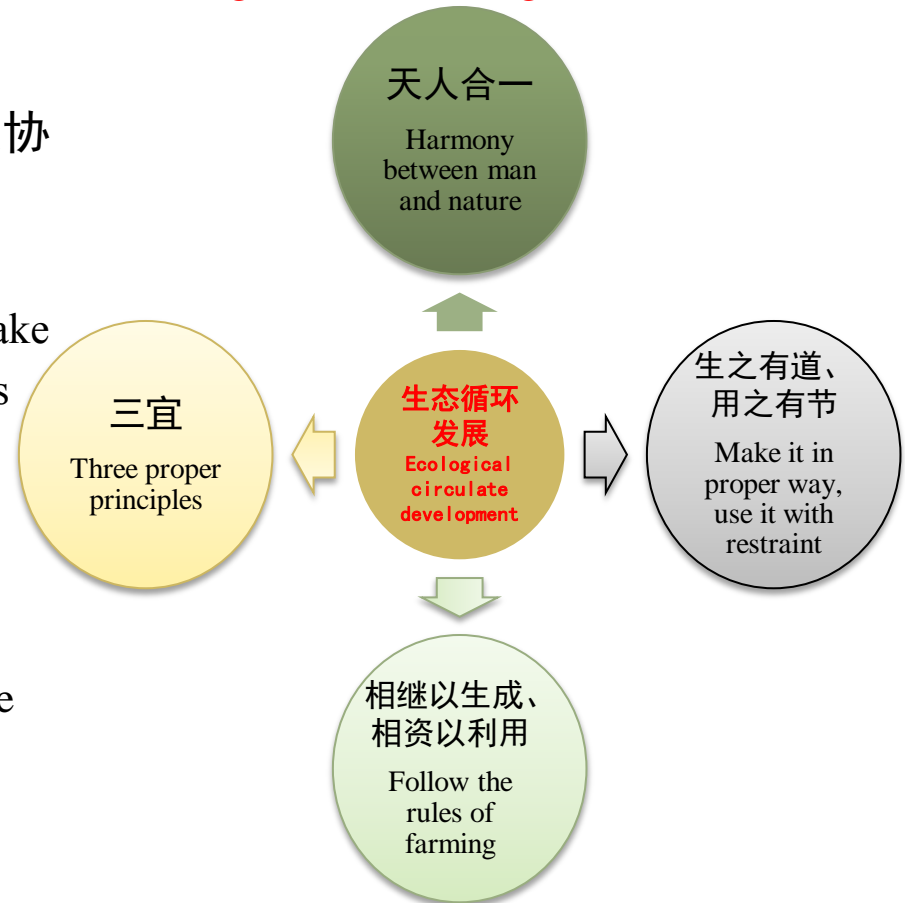 天人合一
Harmony
between man
and nature
协
ake
s
三宜
Three proper
principles
生态循环
发展
Ecological
circulate
development
生之有道、
用之有节
Make it in
proper way,
use it with
restraint
e
相继以生成、
相资以利用
Follow the
rules of
farming